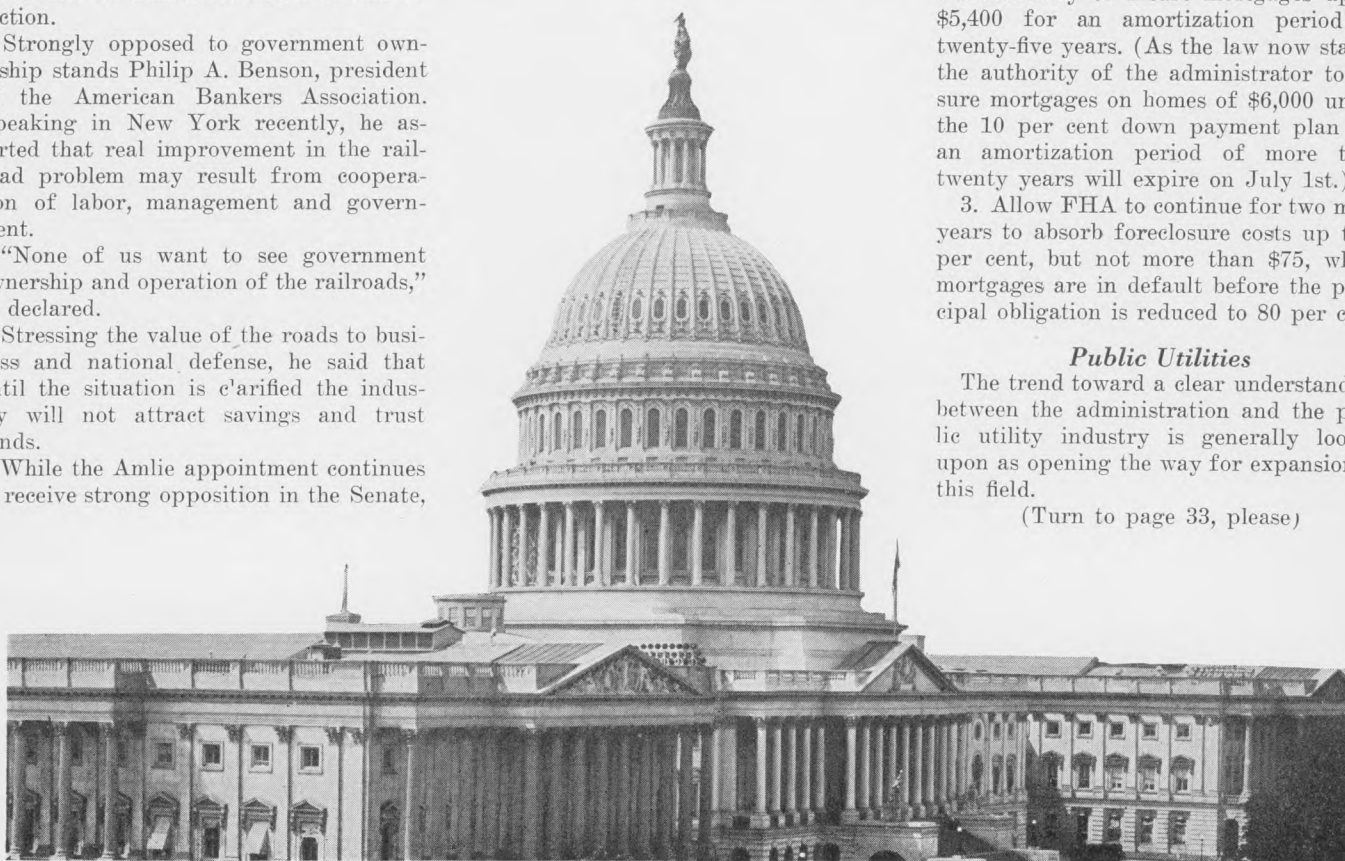 ction.
Strongly opposed to government own-
ship stands Philip A. Benson, president
the American Bankers Association.
peaking in New York recently, he as-
rted that real improvement in the rail-
ad problem may result from coopera-
on of labor, management and govern-
ent.
“None of us want to see government
wnership and operation of the railroads,”
declared.
Stressing the value of the roads to busi-
ss and national defense, he said that
til the situation is c'arified the indus-
y will not attract savings and trust
nds.
While the Amlie appointment continues
receive strong opposition in the Senate,
$5,400 for an amortization period
twenty-five years. (As the law now sta
the authority of the administrator to
sure mortgages on homes of $6,000 un
the 10 per cent down payment plan
an amortization period of more t
twenty years will expire on July 1st.)
3. Allow FHA to continue for two m
years to absorb foreclosure costs up t
per cent, but not more than $75, wh
mortgages are in default before the p
cipal obligation is reduced to 80 per c
Public Utilities
The trend toward a clear understand
between the administration and the p
lic utility industry is generally loo
upon as opening the way for expansion
this field.
(Turn to page 33, please)